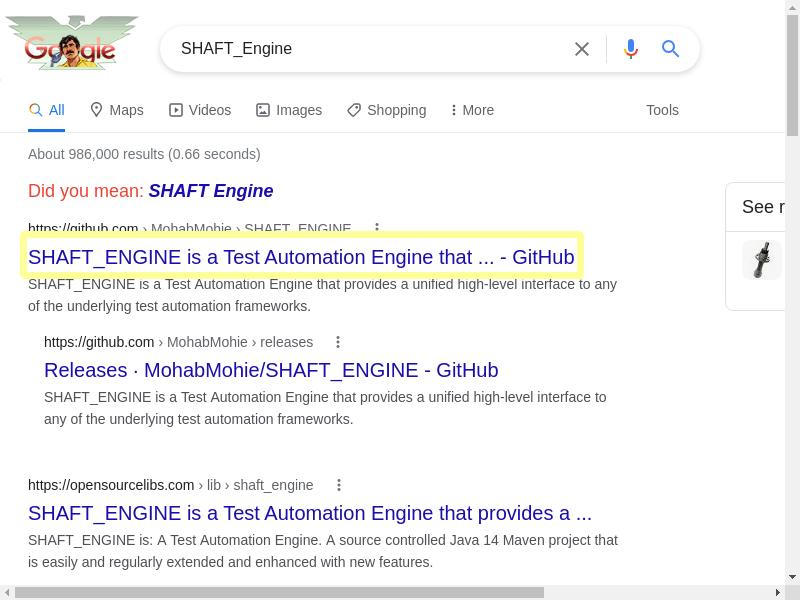 Google
SHAFT_Engine
All Maps Videos Images Shopping More Tools
About 986,000 results (0.66 seconds)
Did you mean: SHAFT Engine
https://github.com › MohabMohie › SHAFT_ENGINE
SHAFT_ENGINE is a Test Automation Engine that ... - GitHub
SHAFT_ENGINE is a Test Automation Engine that provides a unified high-level interface to any
of the underlying test automation frameworks.
https://github.com › MohabMohie › releases
Releases · MohabMohie/SHAFT_ENGINE - GitHub
SHAFT_ENGINE is a Test Automation Engine that provides a unified high-level interface to
any of the underlying test automation frameworks.
https://opensourcelibs.com › lib › shaft_engine
SHAFT_ENGINE is a Test Automation Engine that provides a ...
SHAFT_ENGINE is: A Test Automation Engine. A source controlled Java 14 Maven project that
is easily and regularly extended and enhanced with new features.
See r